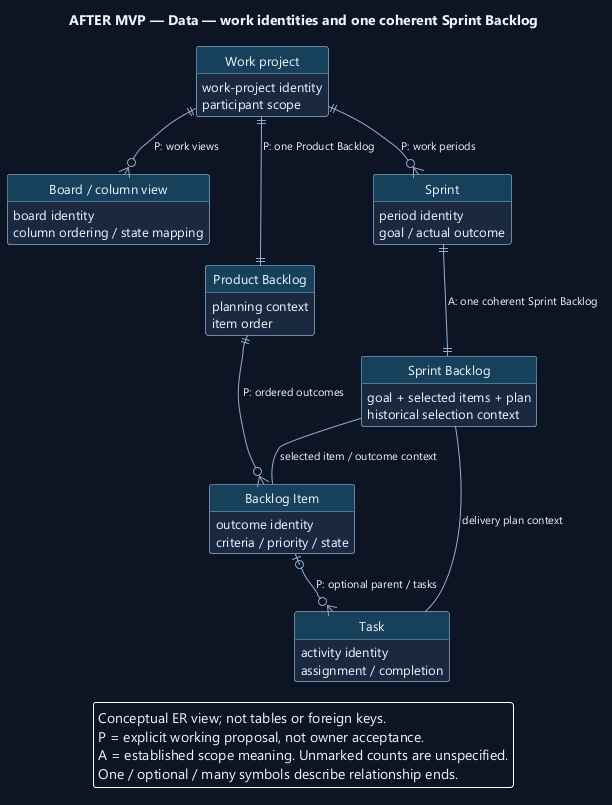 AFTER MVP — Data — work identities and one coherent Sprint Backlog
Work project
work-project identity
participant scope
P: work views
P: one Product Backlog
P: work periods
Board / column view
board identity
column ordering / state mapping
Sprint
period identity
goal / actual outcome
Product Backlog
planning context
item order
A: one coherent Sprint Backlog
Sprint Backlog
goal + selected items + plan
historical selection context
P: ordered outcomes
selected item / outcome context
Backlog Item
outcome identity
criteria / priority / state
delivery plan context
P: optional parent / tasks
Task
activity identity
assignment / completion
Conceptual ER view; not tables or foreign keys.
P = explicit working proposal, not owner acceptance.
A = established scope meaning. Unmarked counts are unspecified.
One / optional / many symbols describe relationship ends.